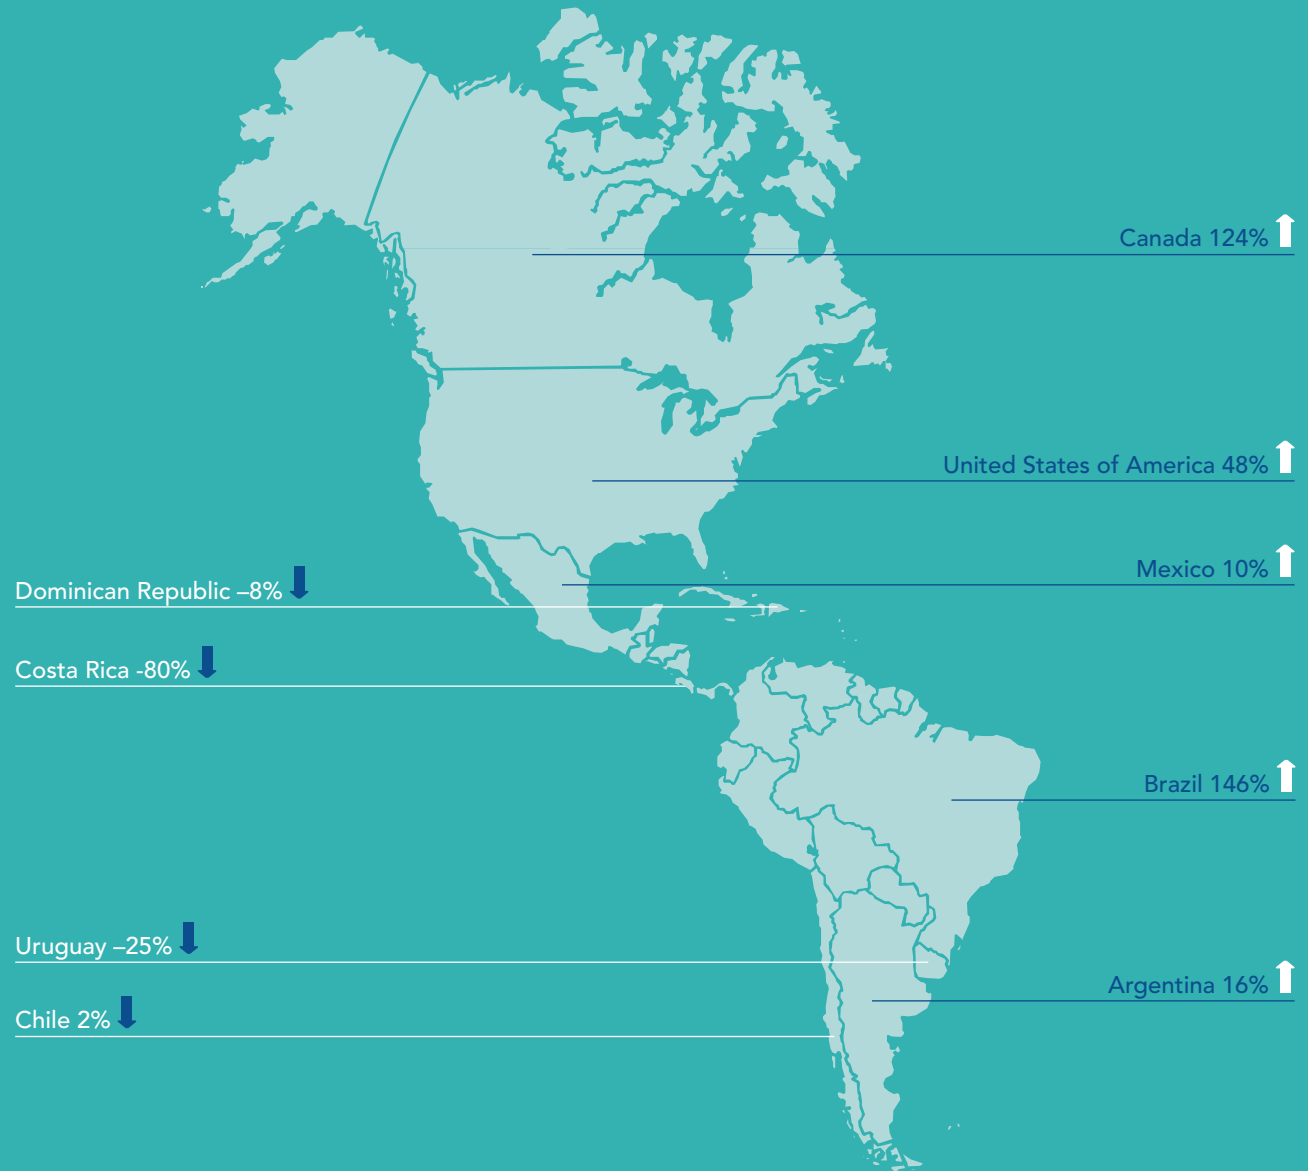 Canada 124%
United States of America 48%
Mexico 10%
Dominican Republic –8%
Costa Rica -80%
Brazil 146%
Uruguay –25%
Argentina 16%
Chile 2%